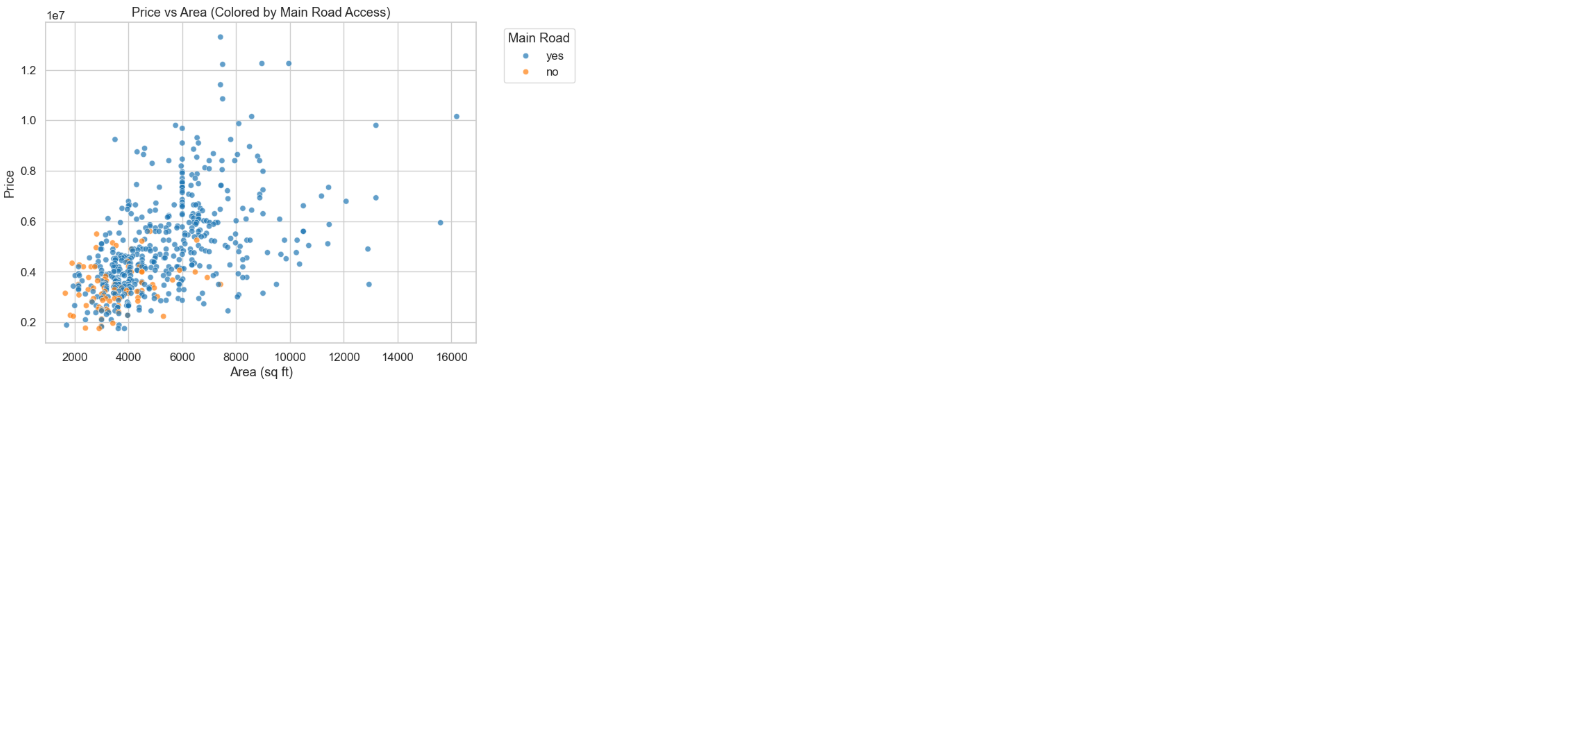 Price vs Area (Colored by Main Road Access)
1e7
Main Road
yes
no
1.2
1.0
0.8
0.6
0.4
0.2
Price
2000 4000 6000 8000 10000 12000 14000 16000
Area (sq ft)